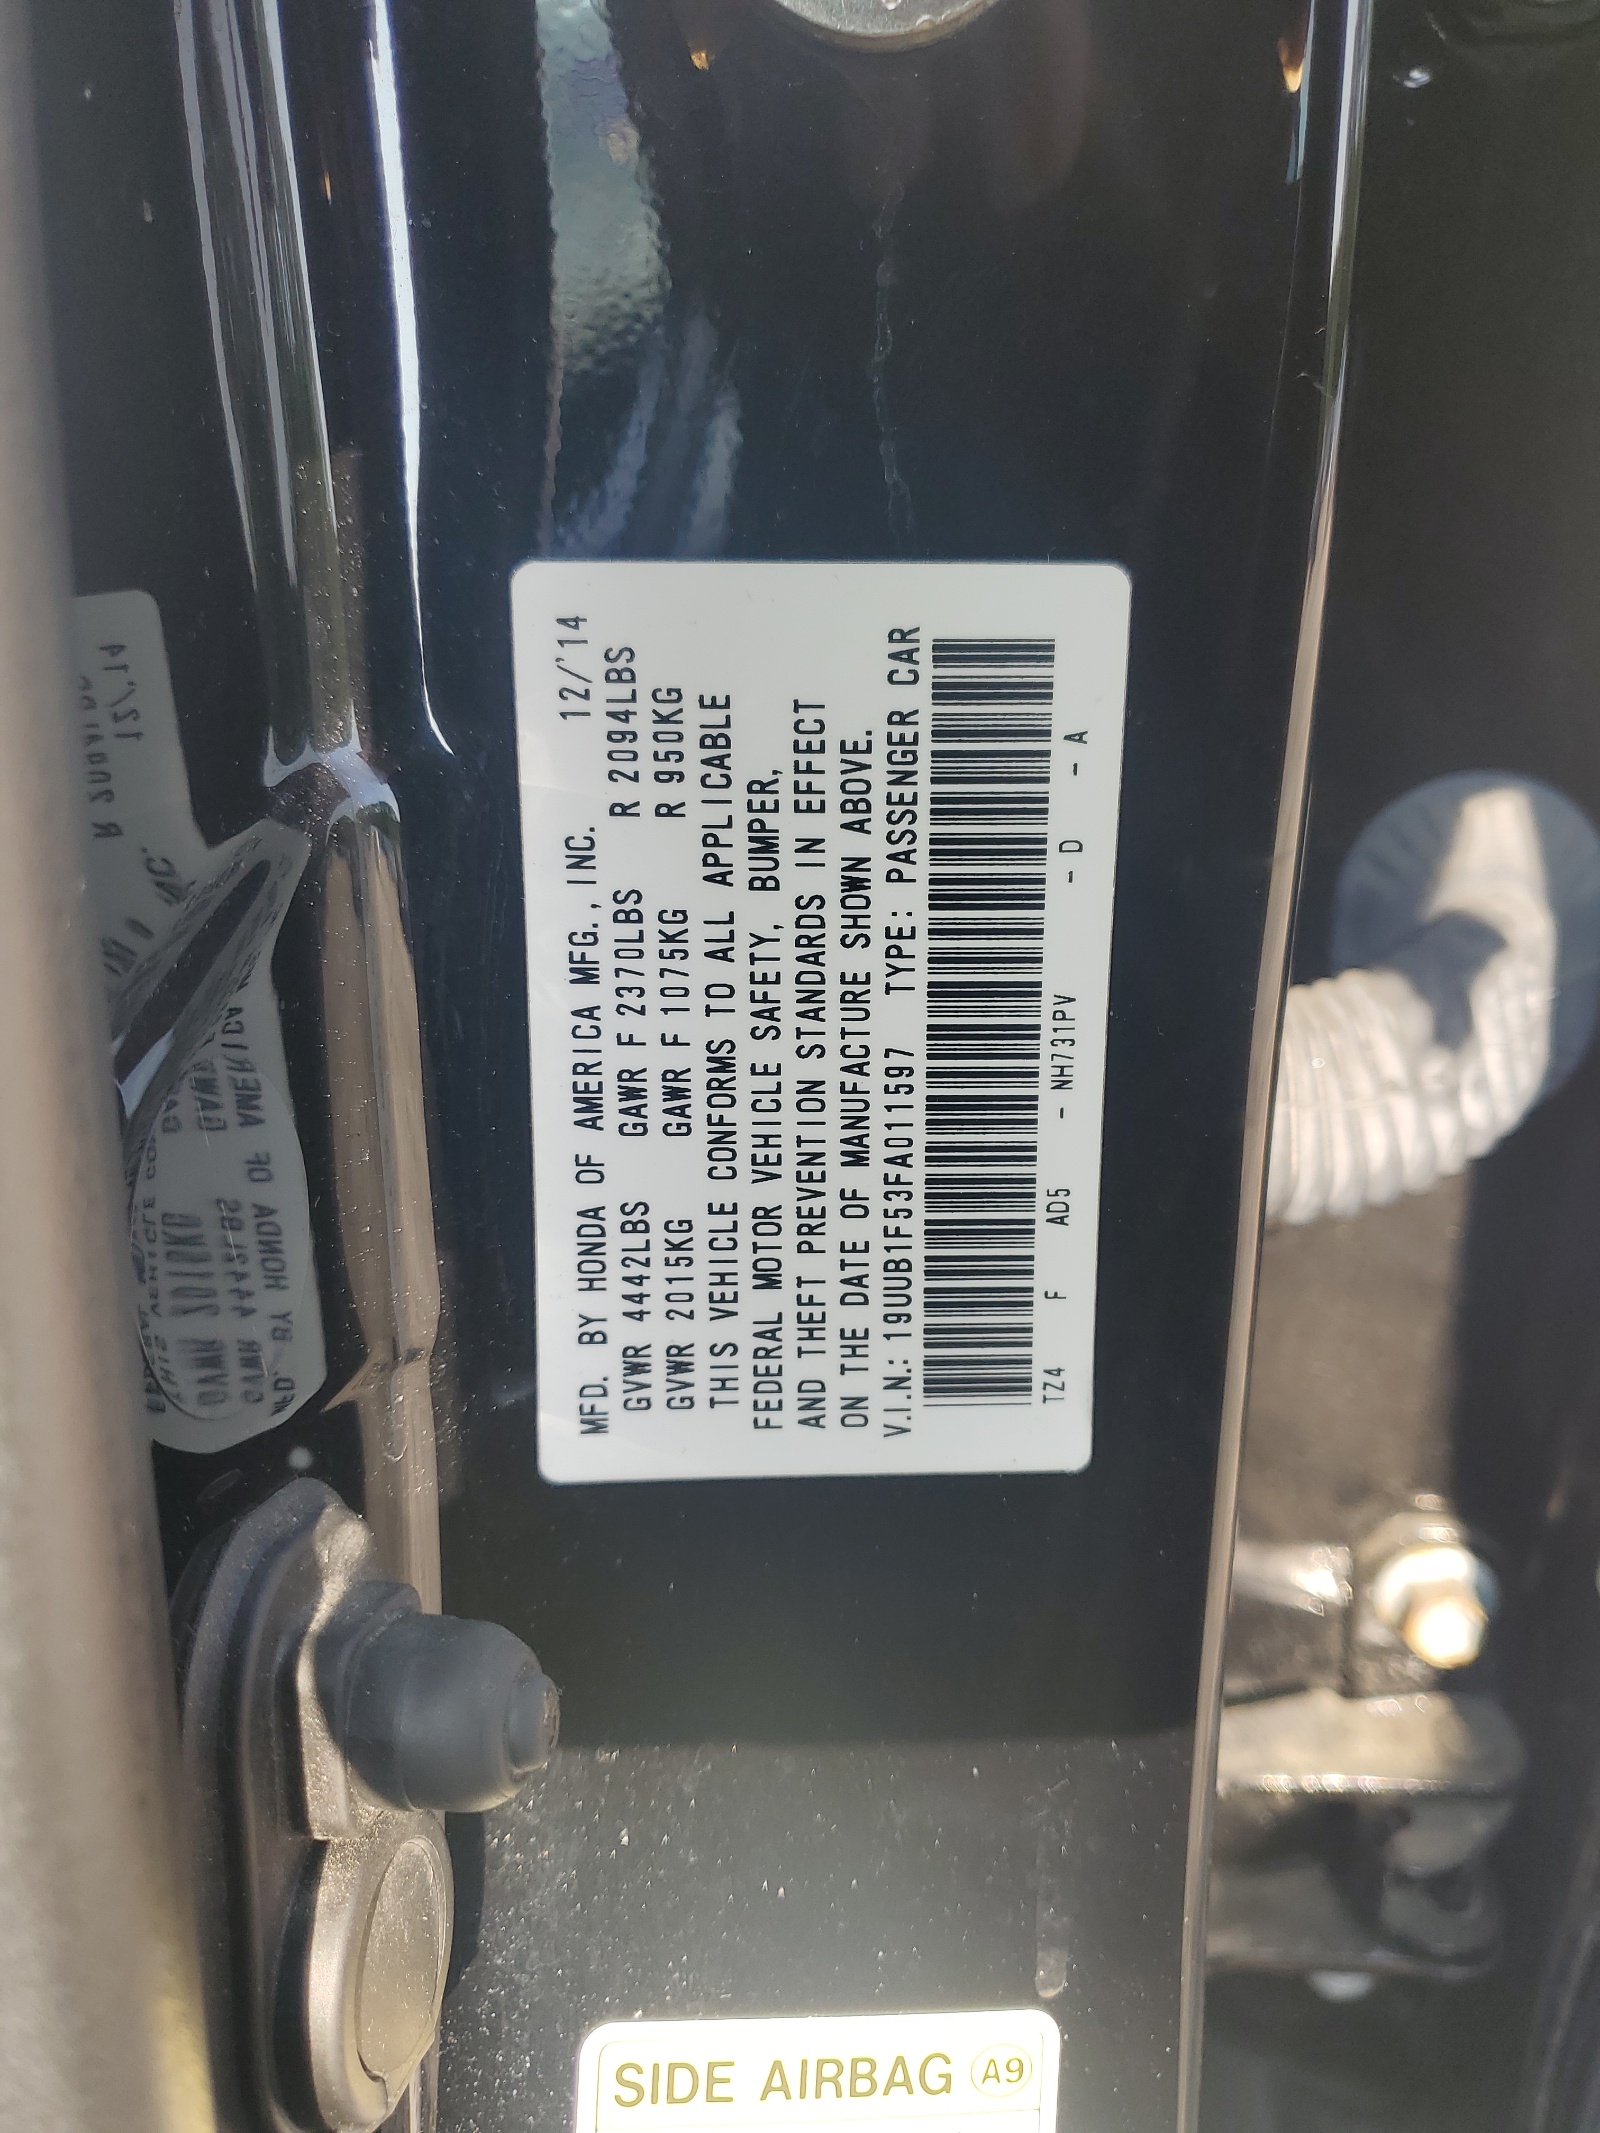 MFD. BY HONDA OF AMERICA MFG., INC. 12/'14
GVWR 4442LBS GAWR F 2370LBS R 2094LBS
GVWR 2015KG GAWR F 1075KG R 950KG
THIS VEHICLE CONFORMS TO ALL APPLICABLE
FEDERAL MOTOR VEHICLE SAFETY, BUMPER,
AND THEFT PREVENTION STANDARDS IN EFFECT
ON THE DATE OF MANUFACTURE SHOWN ABOVE.
V.I.N.: 19UUB1F53FA011597 TYPE: PASSENGER CAR
TZ4 F AD5 - NH731PV - D - A
SIDE AIRBAG A9